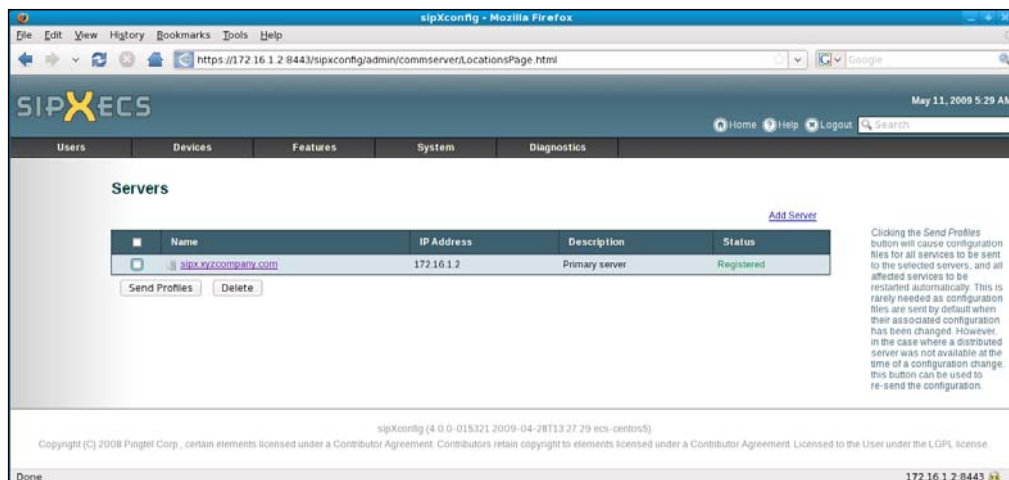 sipXconfig - Mozilla Firefox
File Edit View History Bookmarks Tools Help
https://172.16.1.2:8443/sipxconfig/admin/commserver/LocationsPage.html
Google
SIPXECS
May 11, 2009 5:29 AM
Home Help Logout Search
Users Devices Features System Diagnostics
Servers
Add Server
Name IP Address Description Status
sipx.xyzcompany.com 172.16.1.2 Primary server Registered
Send Profiles Delete
Clicking the Send Profiles
button will cause configuration
files for all services to be sent
to the selected servers, and all
affected services to be
restarted automatically. This is
rarely needed as configuration
files are sent by default when
their associated configuration
has been changed. However,
in the case where a distributed
server was not available at the
time of a configuration change,
this button can be used to
re-send the configuration.
sipXconfig (4.0.0-015321 2009-04-28T13:27:29 ecs-centos5)
Copyright (C) 2008 Pingtel Corp., certain elements licensed under a Contributor Agreement. Contributors retain copyright to elements licensed under a Contributor Agreement. Licensed to the User under the LGPL license.
Done
172.16.1.2:8443